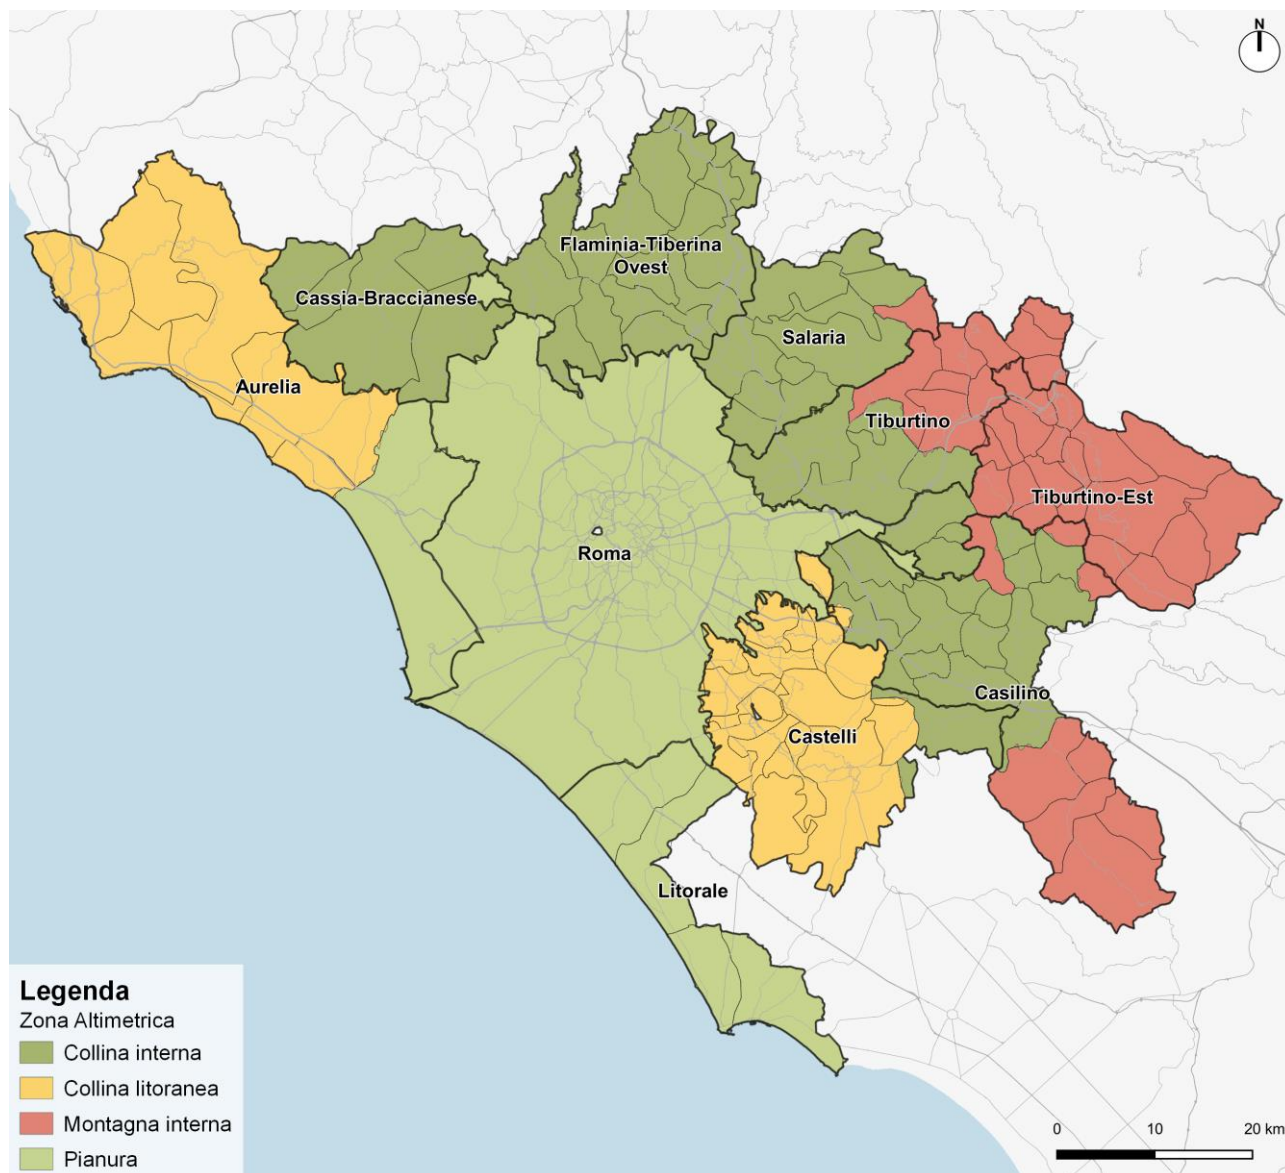 N
Flaminia-Tiberina
Ovest
Cassia-Braccianese
Salaria
Aurelia
Tiburtino
Tiburtino-Est
Roma
Casilino
Castelli
Litorale
Legenda
Zona Altimetrica
Collina interna
Collina litoranea
Montagna interna
Pianura
0 10 20 km